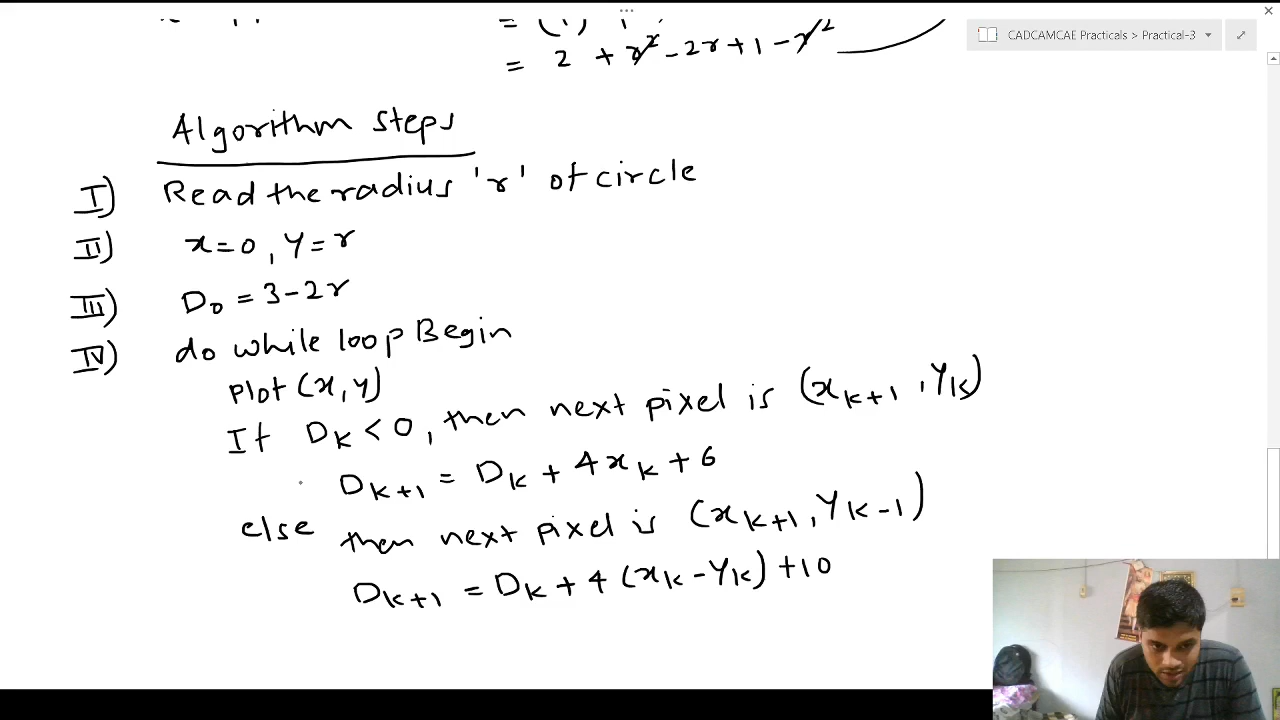 = 2 + r² - 2r + 1 - r²
CADCAMCAE Practicals > Practical-3
Algorithm steps
I) Read the radius 'r' of circle
II) x = 0, y = r
III) D₀ = 3 - 2r
IV) do while loop Begin
plot (x, y)
If Dₖ < 0, then next pixel is (xₖ₊₁, yₖ)
Dₖ₊₁ = Dₖ + 4xₖ + 6
else then next pixel is (xₖ₊₁, yₖ₋₁)
Dₖ₊₁ = Dₖ + 4(xₖ - yₖ) + 10